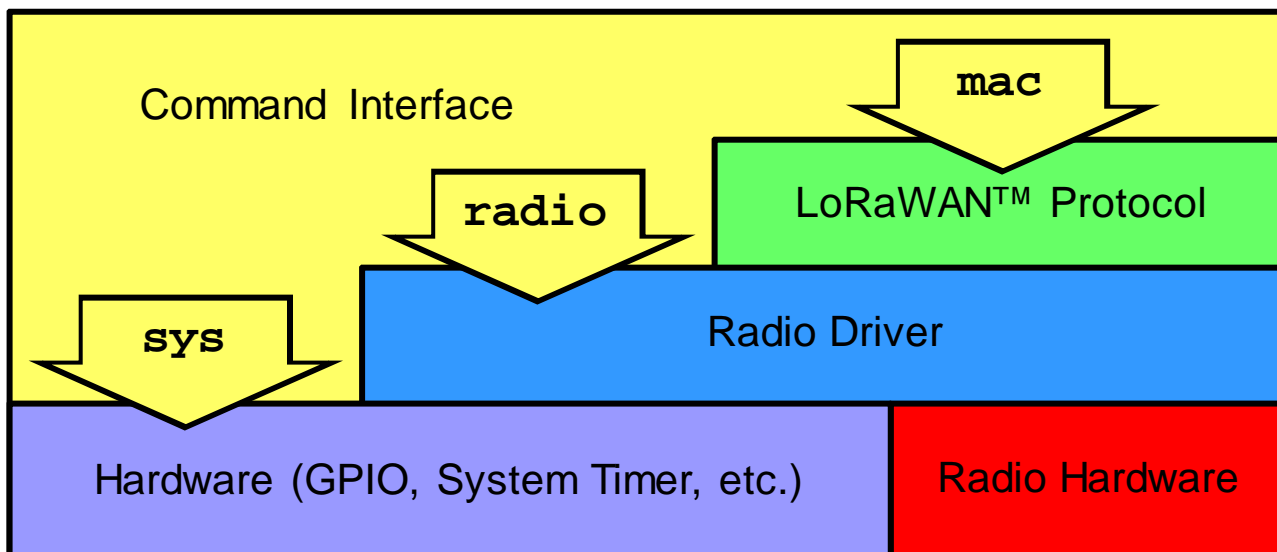 Command Interface
mac
LoRaWAN™ Protocol
radio
Radio Driver
sys
Hardware (GPIO, System Timer, etc.)
Radio Hardware